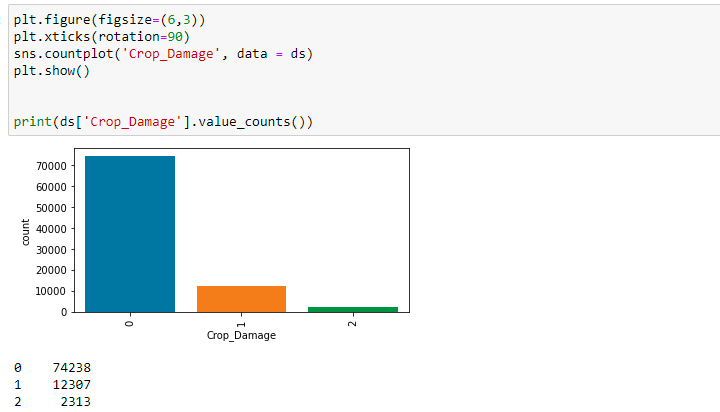 plt.figure(figsize=(6,3))
plt.xticks(rotation=90)
sns.countplot('Crop_Damage', data = ds)
plt.show()
print(ds['Crop_Damage'].value_counts())
70000
60000
50000
40000
30000
20000
10000
0
count
0
1
2
Crop_Damage
0 74238
1 12307
2 2313